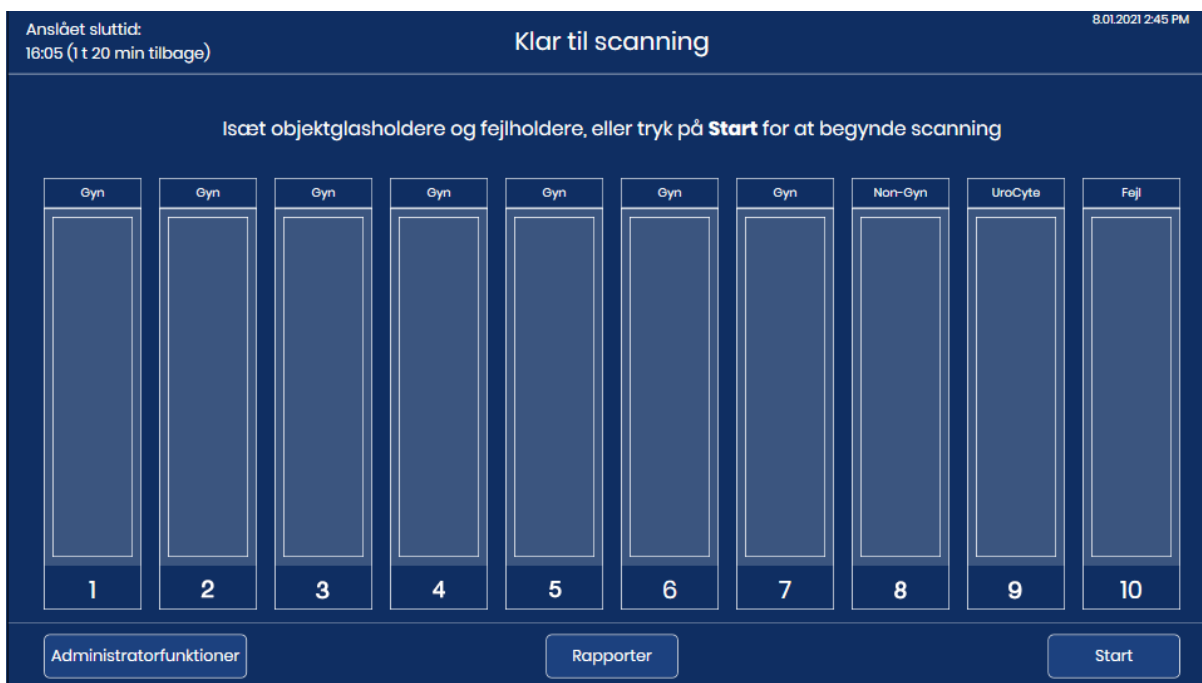 Anslået sluttid:
16:05 (1 t 20 min tilbage)
Klar til scanning
8.01.2021 2:45 PM
Isæt objektglasholdere og fejlholdere, eller tryk på Start for at begynde scanning
Gyn Gyn Gyn Gyn Gyn Gyn Gyn Non-Gyn UroCyte Fejl
1 2 3 4 5 6 7 8 9 10
Administratorfunktioner Rapporter Start